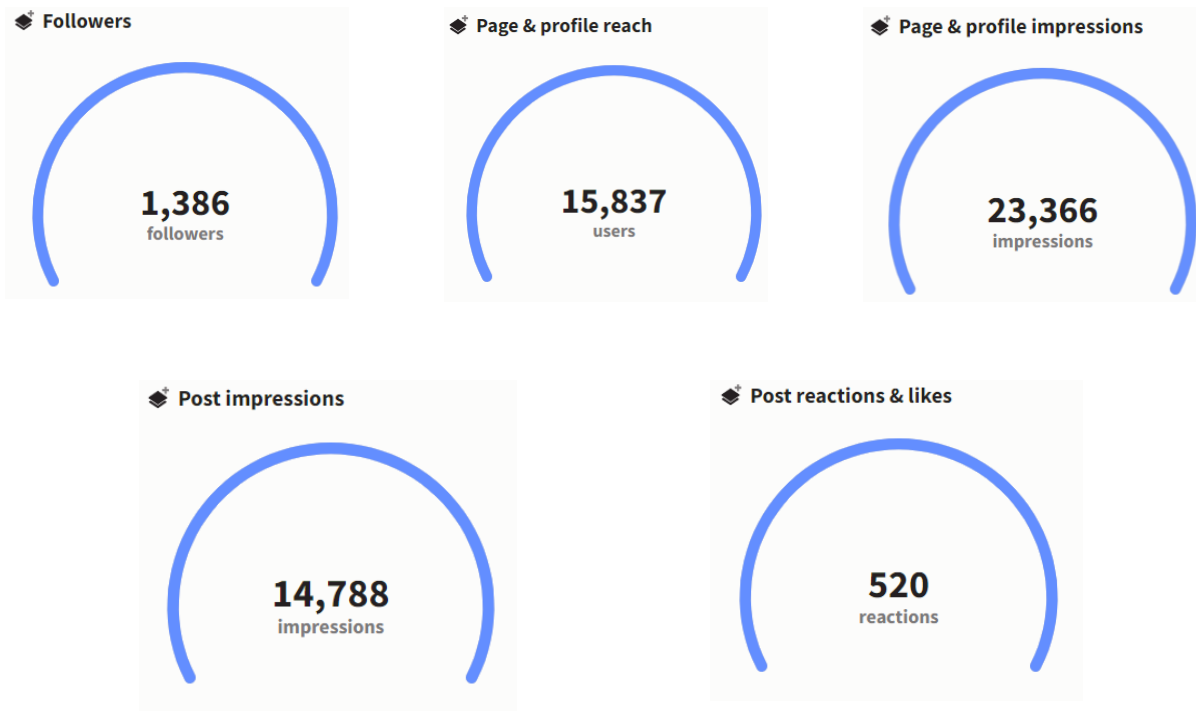 Followers
1,386
followers
Page & profile reach
15,837
users
Page & profile impressions
23,366
impressions
Post impressions
14,788
impressions
Post reactions & likes
520
reactions